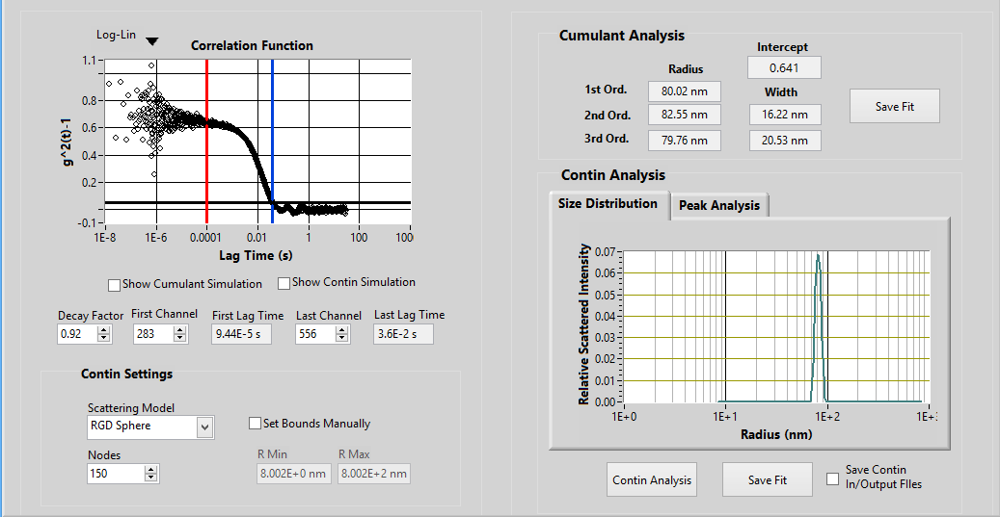 Log-Lin
Correlation Function
g^2(t)-1
1.1
0.8
0.6
0.4
0.2
-0.1
1E-8 1E-6 0.0001 0.01 1 100 100
Lag Time (s)
Show Cumulant Simulation Show Contin Simulation
Decay Factor First Channel First Lag Time Last Channel Last Lag Time
0.92 283 9.44E-5 s 556 3.6E-2 s
Contin Settings
Scattering Model
RGD Sphere
Set Bounds Manually
Nodes R Min R Max
150 8.002E+0 nm 8.002E+2 nm
Cumulant Analysis
Intercept
0.641
Radius
Width
1st Ord. 80.02 nm
2nd Ord. 82.55 nm 16.22 nm
3rd Ord. 79.76 nm 20.53 nm
Save Fit
Contin Analysis
Size Distribution Peak Analysis
Relative Scattered Intensity
0.07
0.06
0.05
0.04
0.03
0.02
0.01
0.00
1E+0 1E+1 1E+2 1E+
Radius (nm)
Contin Analysis Save Fit Save Contin
In/Output FIles